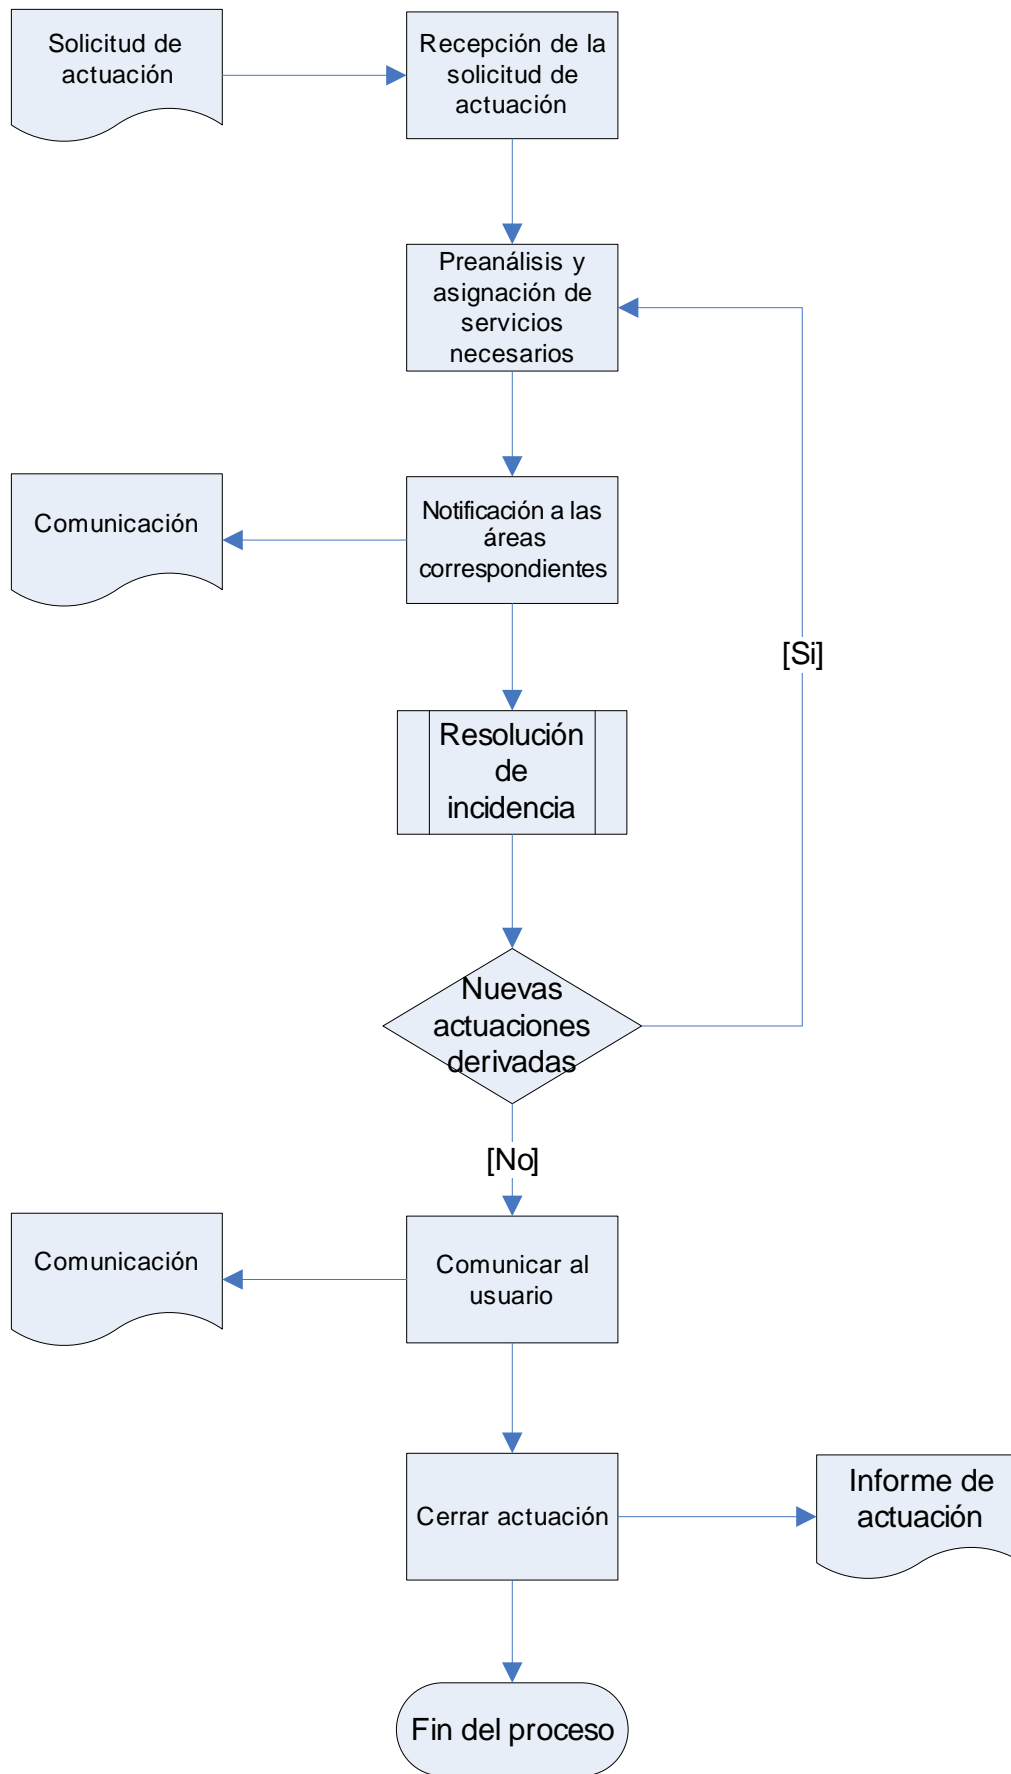 Solicitud de
actuación
Recepción de la
solicitud de
actuación
Preanálisis y
asignación de
servicios
necesarios
Comunicación
Notificación a las
áreas
correspondientes
[Si]
Resolución
de
incidencia
Nuevas
actuaciones
derivadas
[No]
Comunicación
Comunicar al
usuario
Cerrar actuación
Informe de
actuación
Fin del proceso